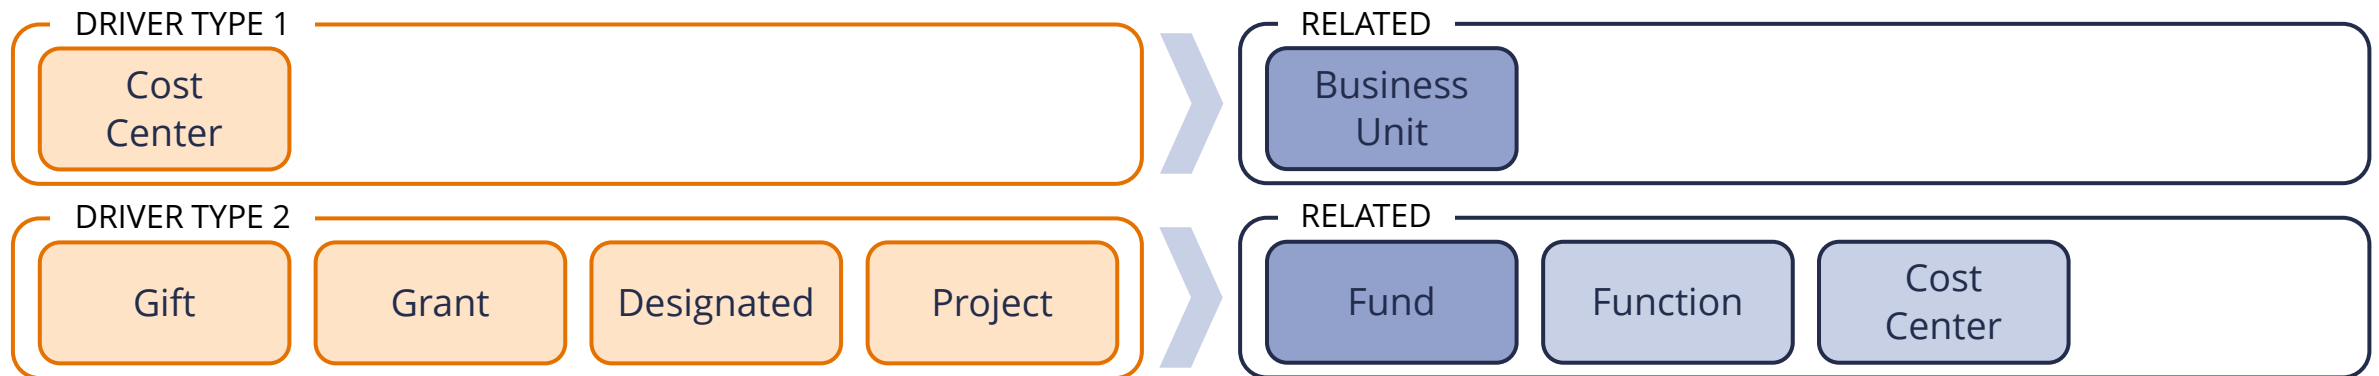 DRIVER TYPE 1
Cost
Center
RELATED
Business
Unit
DRIVER TYPE 2
Gift
Grant
Designated
Project
RELATED
Fund
Function
Cost
Center